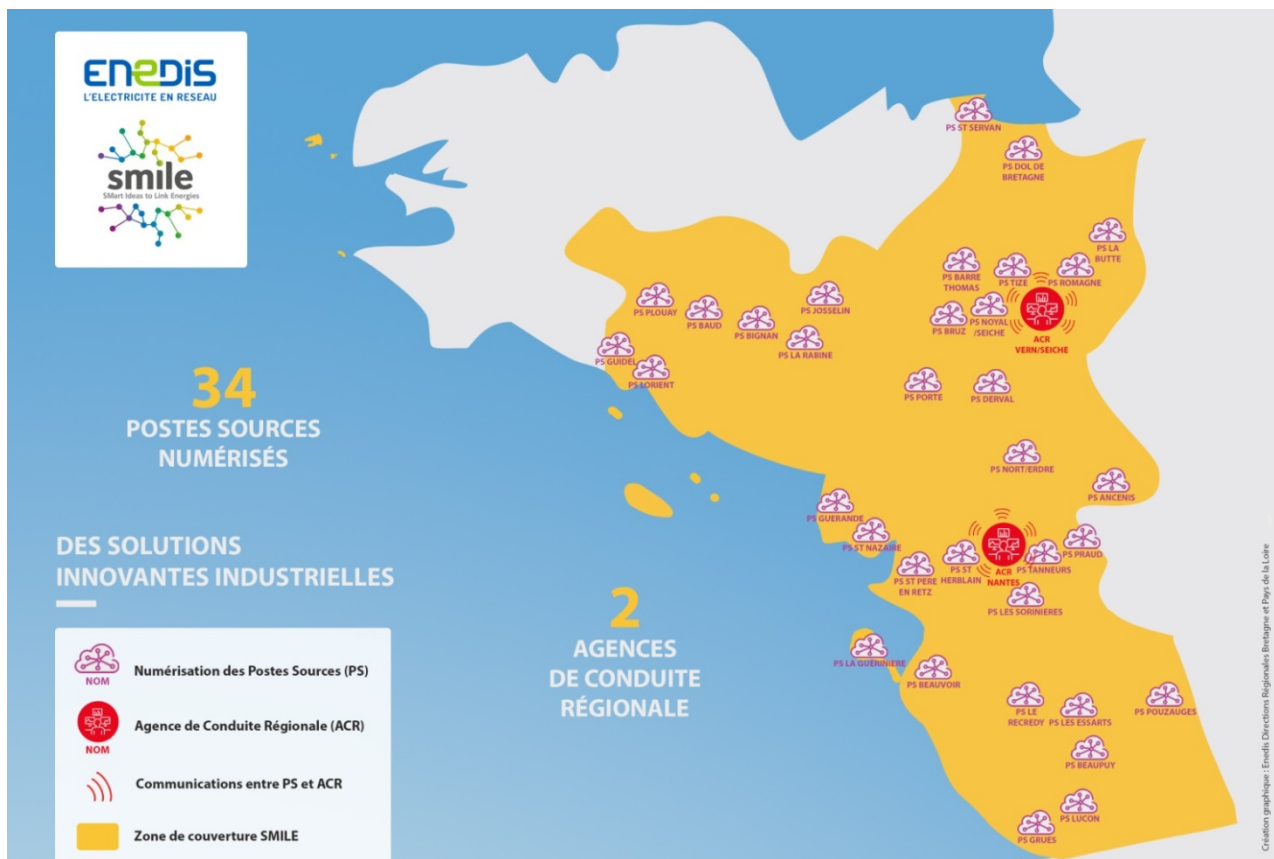 ENEDIS
L'ELECTRICITE EN RESEAU
smile
SMart Ideas to Link Energies
34
POSTES SOURCES
NUMÉRISÉS
DES SOLUTIONS
INNOVANTES INDUSTRIELLES
NOM
Numérisation des Postes Sources (PS)
NOM
Agence de Conduite Régionale (ACR)
Communications entre PS et ACR
Zone de couverture SMILE
2
AGENCES
DE CONDUITE
RÉGIONALE
PS ST SERVAN
PS DOL DE
BRETAGNE
PS LA
BUTTE
PS BARRE
THOMAS
PS TIZE
PS ROMAGNE
PS PLOUAY
PS BAUD
PS BIGNAN
PS JOSSELIN
PS LA RABINE
PS BRUZ
PS NOYAL
/SEICHE
ACR
VERN/SEICHE
PS GUIDEL
PS LORIENT
PS PORTE
PS DERVAL
PS NORT/ERDRE
PS ANCENIS
PS GUERANDE
PS ST NAZAIRE
PS ST PERE
EN RETZ
PS ST
HERBLAIN
ACR
NANTES
PS TANNEURS
PS PRAUD
PS LES SORINIERES
PS LA GUERINIERE
PS BEAUVOIR
PS LE
RECREDY
PS LES ESSARTS
PS POUZAUGES
PS BEAUPUY
PS LUCON
PS GRUES
Création graphique : Enedis Directions Régionales Bretagne et Pays de la Loire